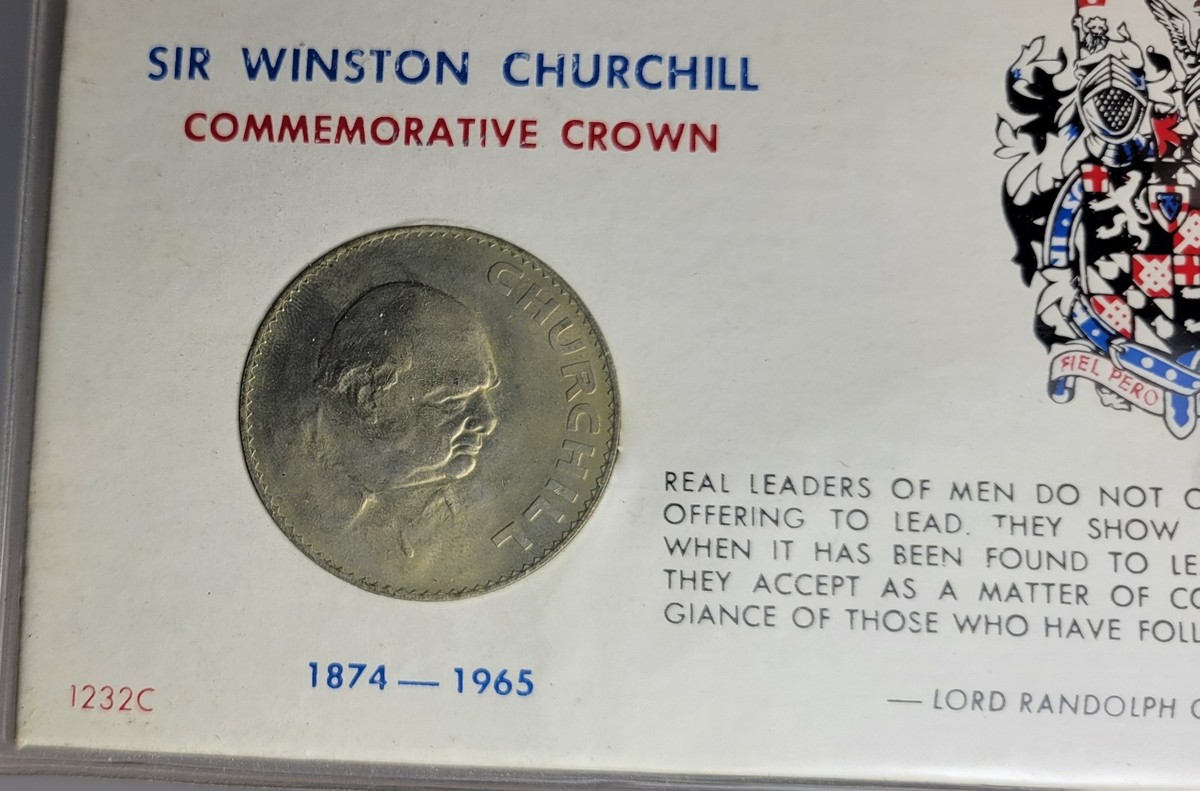 SIR WINSTON CHURCHILL
COMMEMORATIVE CROWN
CHURCHILL
FIEL PERO
REAL LEADERS OF MEN DO NOT
OFFERING TO LEAD. THEY SHOW
WHEN IT HAS BEEN FOUND TO
THEY ACCEPT AS A MATTER OF
GIANCE OF THOSE WHO HAVE
— LORD RANDOLPH
1874 — 1965
1232C